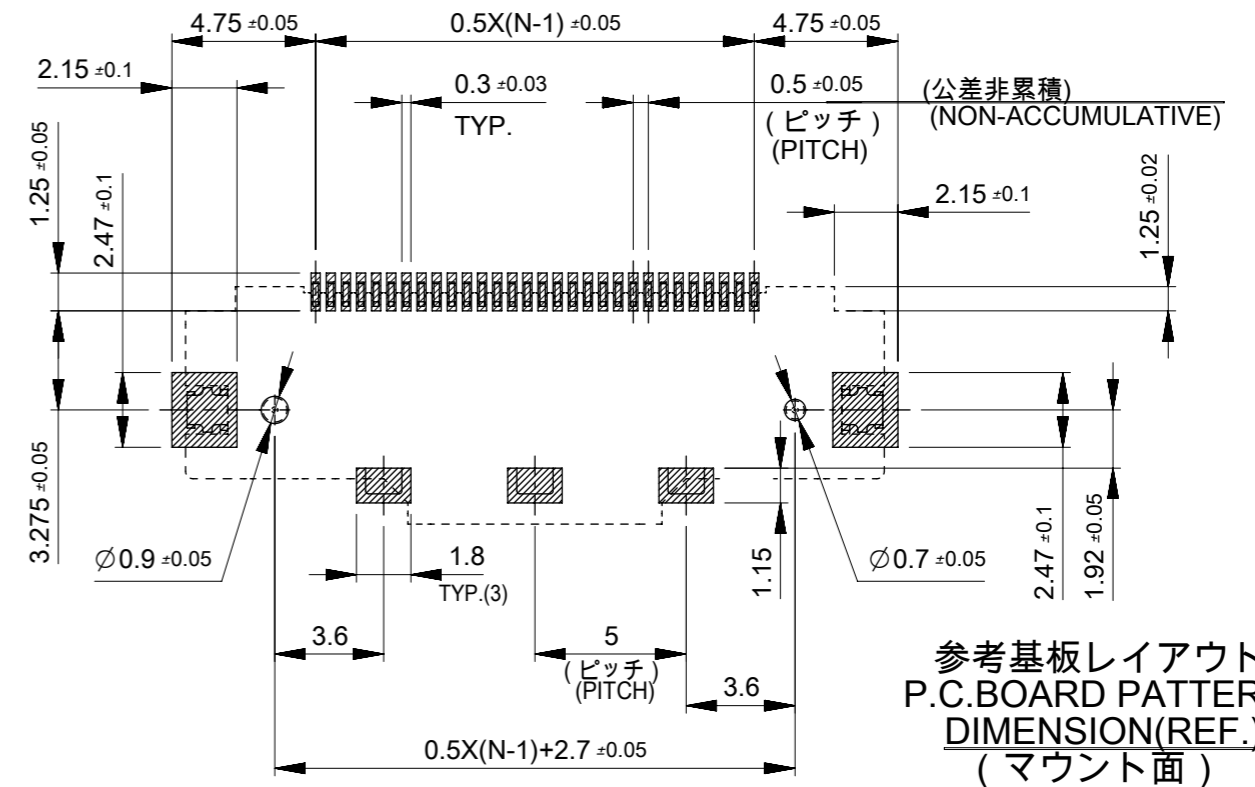 4.75 ±0.05
0.5X(N-1) ±0.05
4.75 ±0.05
2.15 ±0.1
0.3 ±0.03
TYP.
0.5 ±0.05
( ピッチ )
(PITCH)
(公差非累積)
(NON-ACCUMULATIVE)
1.25 ±0.05
2.47 ±0.1
2.15 ±0.1
1.25 ±0.02
3.275 ±0.05
∅0.9 ±0.05
1.8
TYP.(3)
1.15
∅0.7 ±0.05
2.47 ±0.1
1.92 ±0.05
3.6
5
( ピッチ )
(PITCH)
3.6
0.5X(N-1)+2.7 ±0.05
参考基板レイアウト
P.C.BOARD PATTER
DIMENSION(REF.)
( マウント面 )